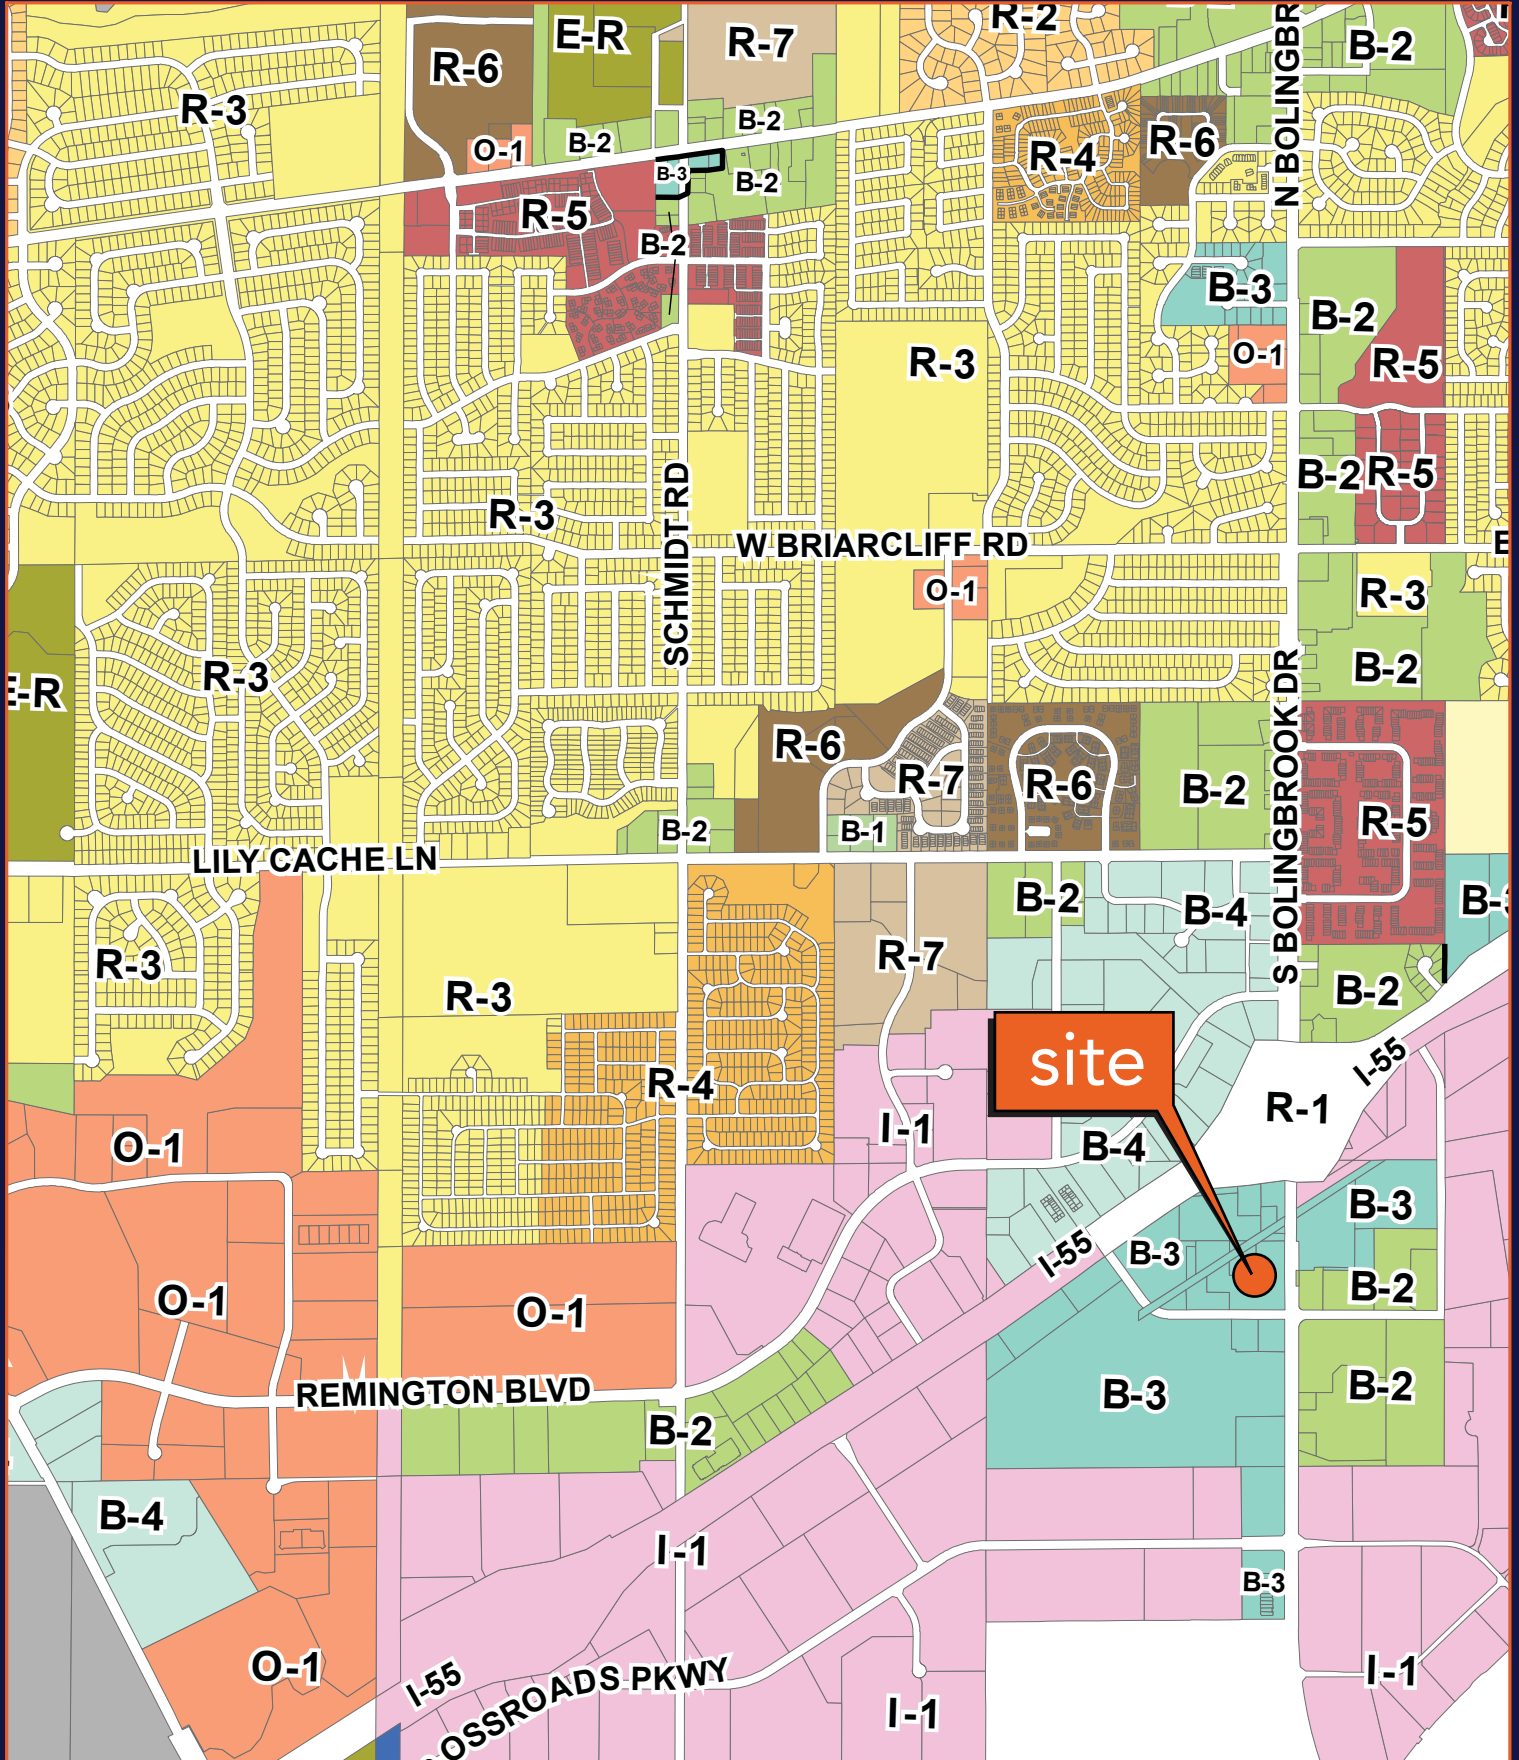 R-2
E-R
R-7
B-2
R-6
R-3
B-2
B-2
O-1
R-4
R-6
N BOLINGBR
B-3
B-2
R-5
B-2
B-3
B-2
O-1
R-5
R-3
B-2
R-5
R-3
SCHMIDT RD
W BRIARCLIFF RD
O-1
R-3
R-3
E-R
B-2
S BOLINGBROOK DR
R-6
R-7
R-6
B-2
R-5
B-2
B-1
LILY CACHE LN
B-2
B-4
R-7
R-3
R-3
B-2
site
I-55
R-4
R-1
I-1
O-1
B-4
B-3
I-55
B-3
B-2
O-1
O-1
REMINGTON BLVD
B-3
B-2
B-2
B-4
I-1
B-3
O-1
I-55
OSSROADS PKWY
I-1
I-1